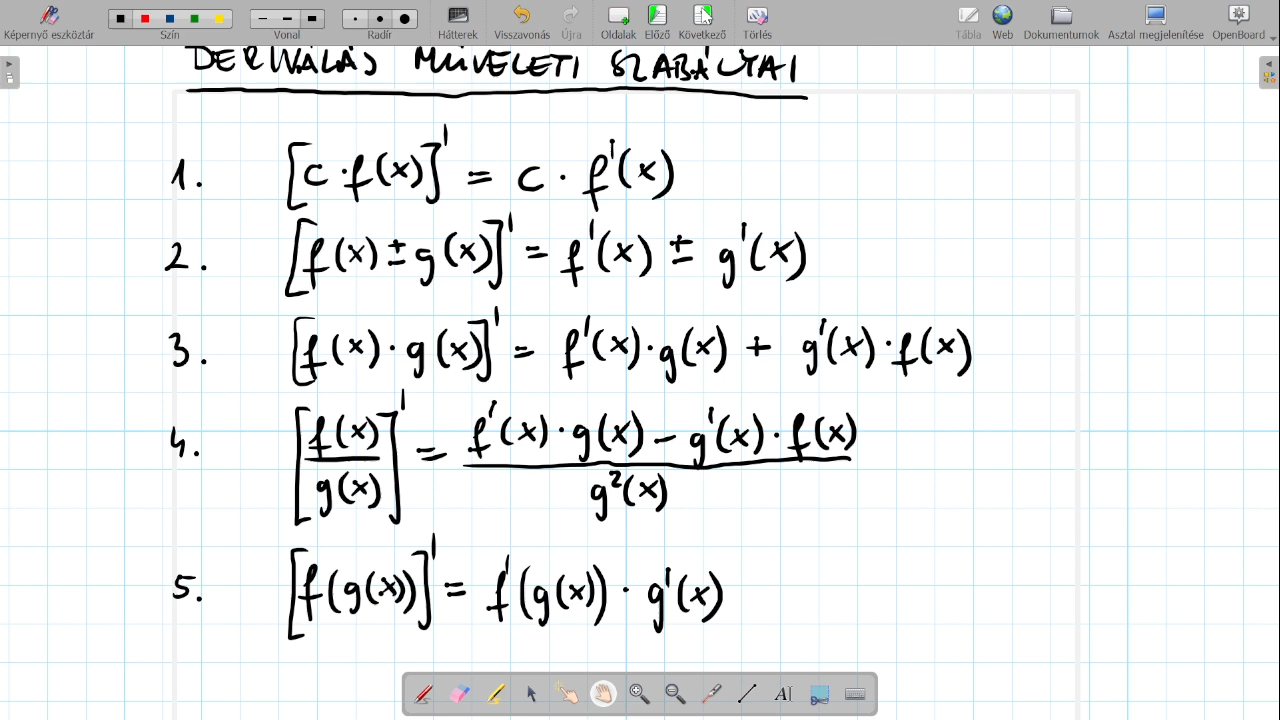 Képernyő eszköztár Szín Vonal Radír Hátterek Visszavonás Újra Oldalak Előző Következő Törlés Tábla Web Dokumentumok Asztal megjelenítése OpenBoard
DERIVÁLÁS MŰVELETI SZABÁLYAI
1. [c·f(x)]' = c · f'(x)
2. [f(x) ± g(x)]' = f'(x) ± g'(x)
3. [f(x) · g(x)]' = f'(x)·g(x) + g'(x)·f(x)
4. [f(x)/g(x)]' = (f'(x)·g(x) − g'(x)·f(x))/g²(x)
5. [f(g(x))]' = f'(g(x)) · g'(x)
AI